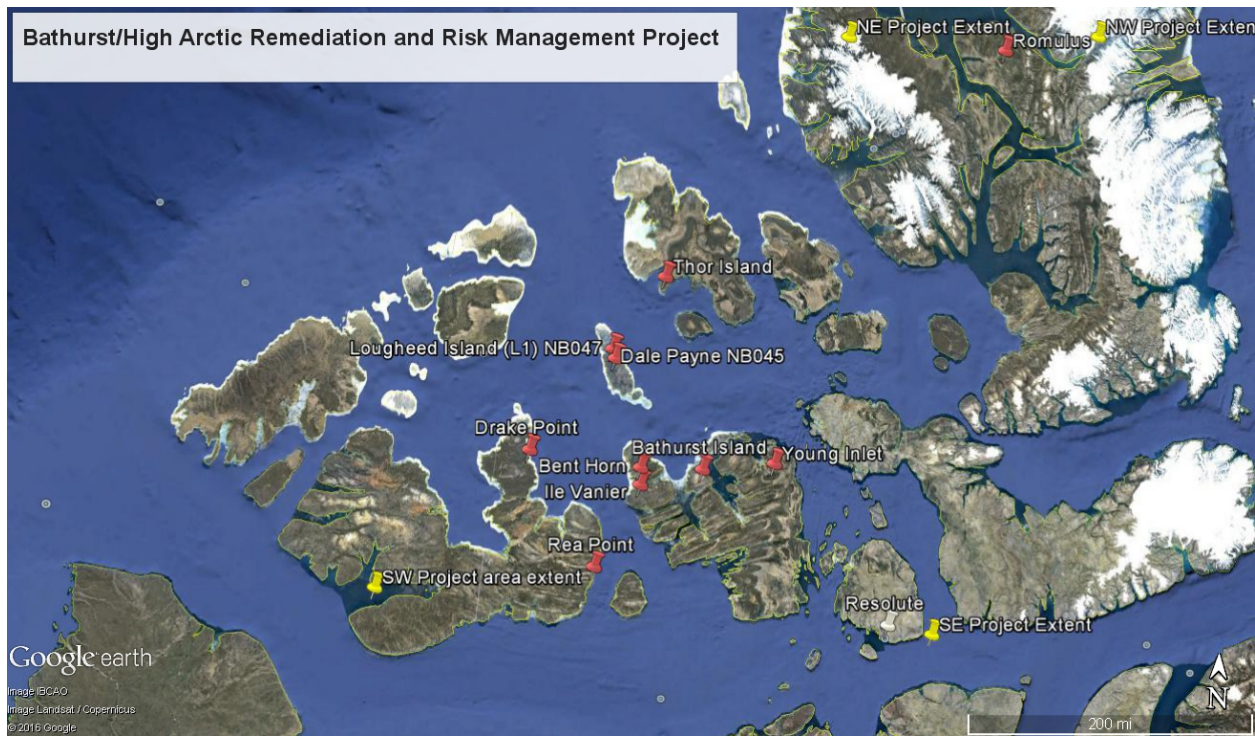 Bathurst/High Arctic Remediation and Risk Management Project
NE Project Extent
Romulus
NW Project Exten
Thor Island
Lougheed Island (L1) NB047
Dale Payne NB045
Drake Point
Bathurst Island
Bent Horn
Young Inlet
Ile Vanier
Rea Point
SW Project area extent
Resolute
SE Project Extent
Google earth
Image IBCAO
Image Landsat / Copernicus
© 2016 Google
N
200 mi